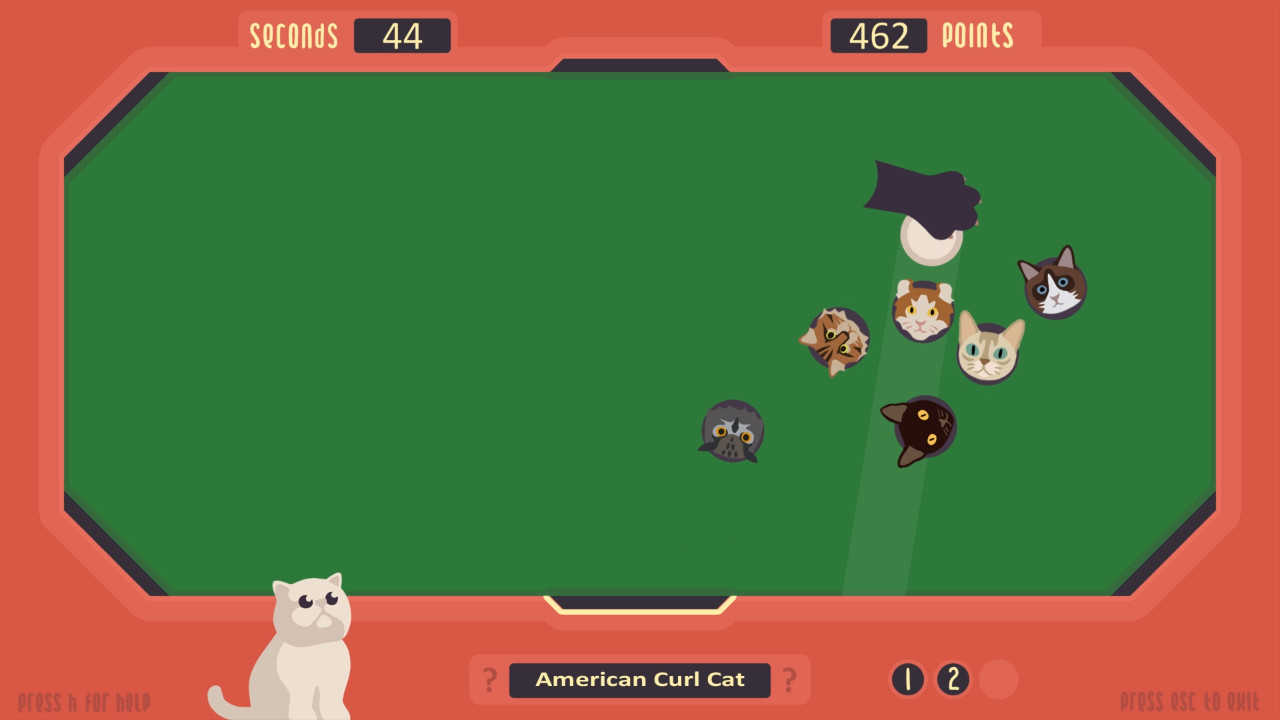 Seconds 44
462 Points
? American Curl Cat ?
1 2
Press h for help
Press esc to exit